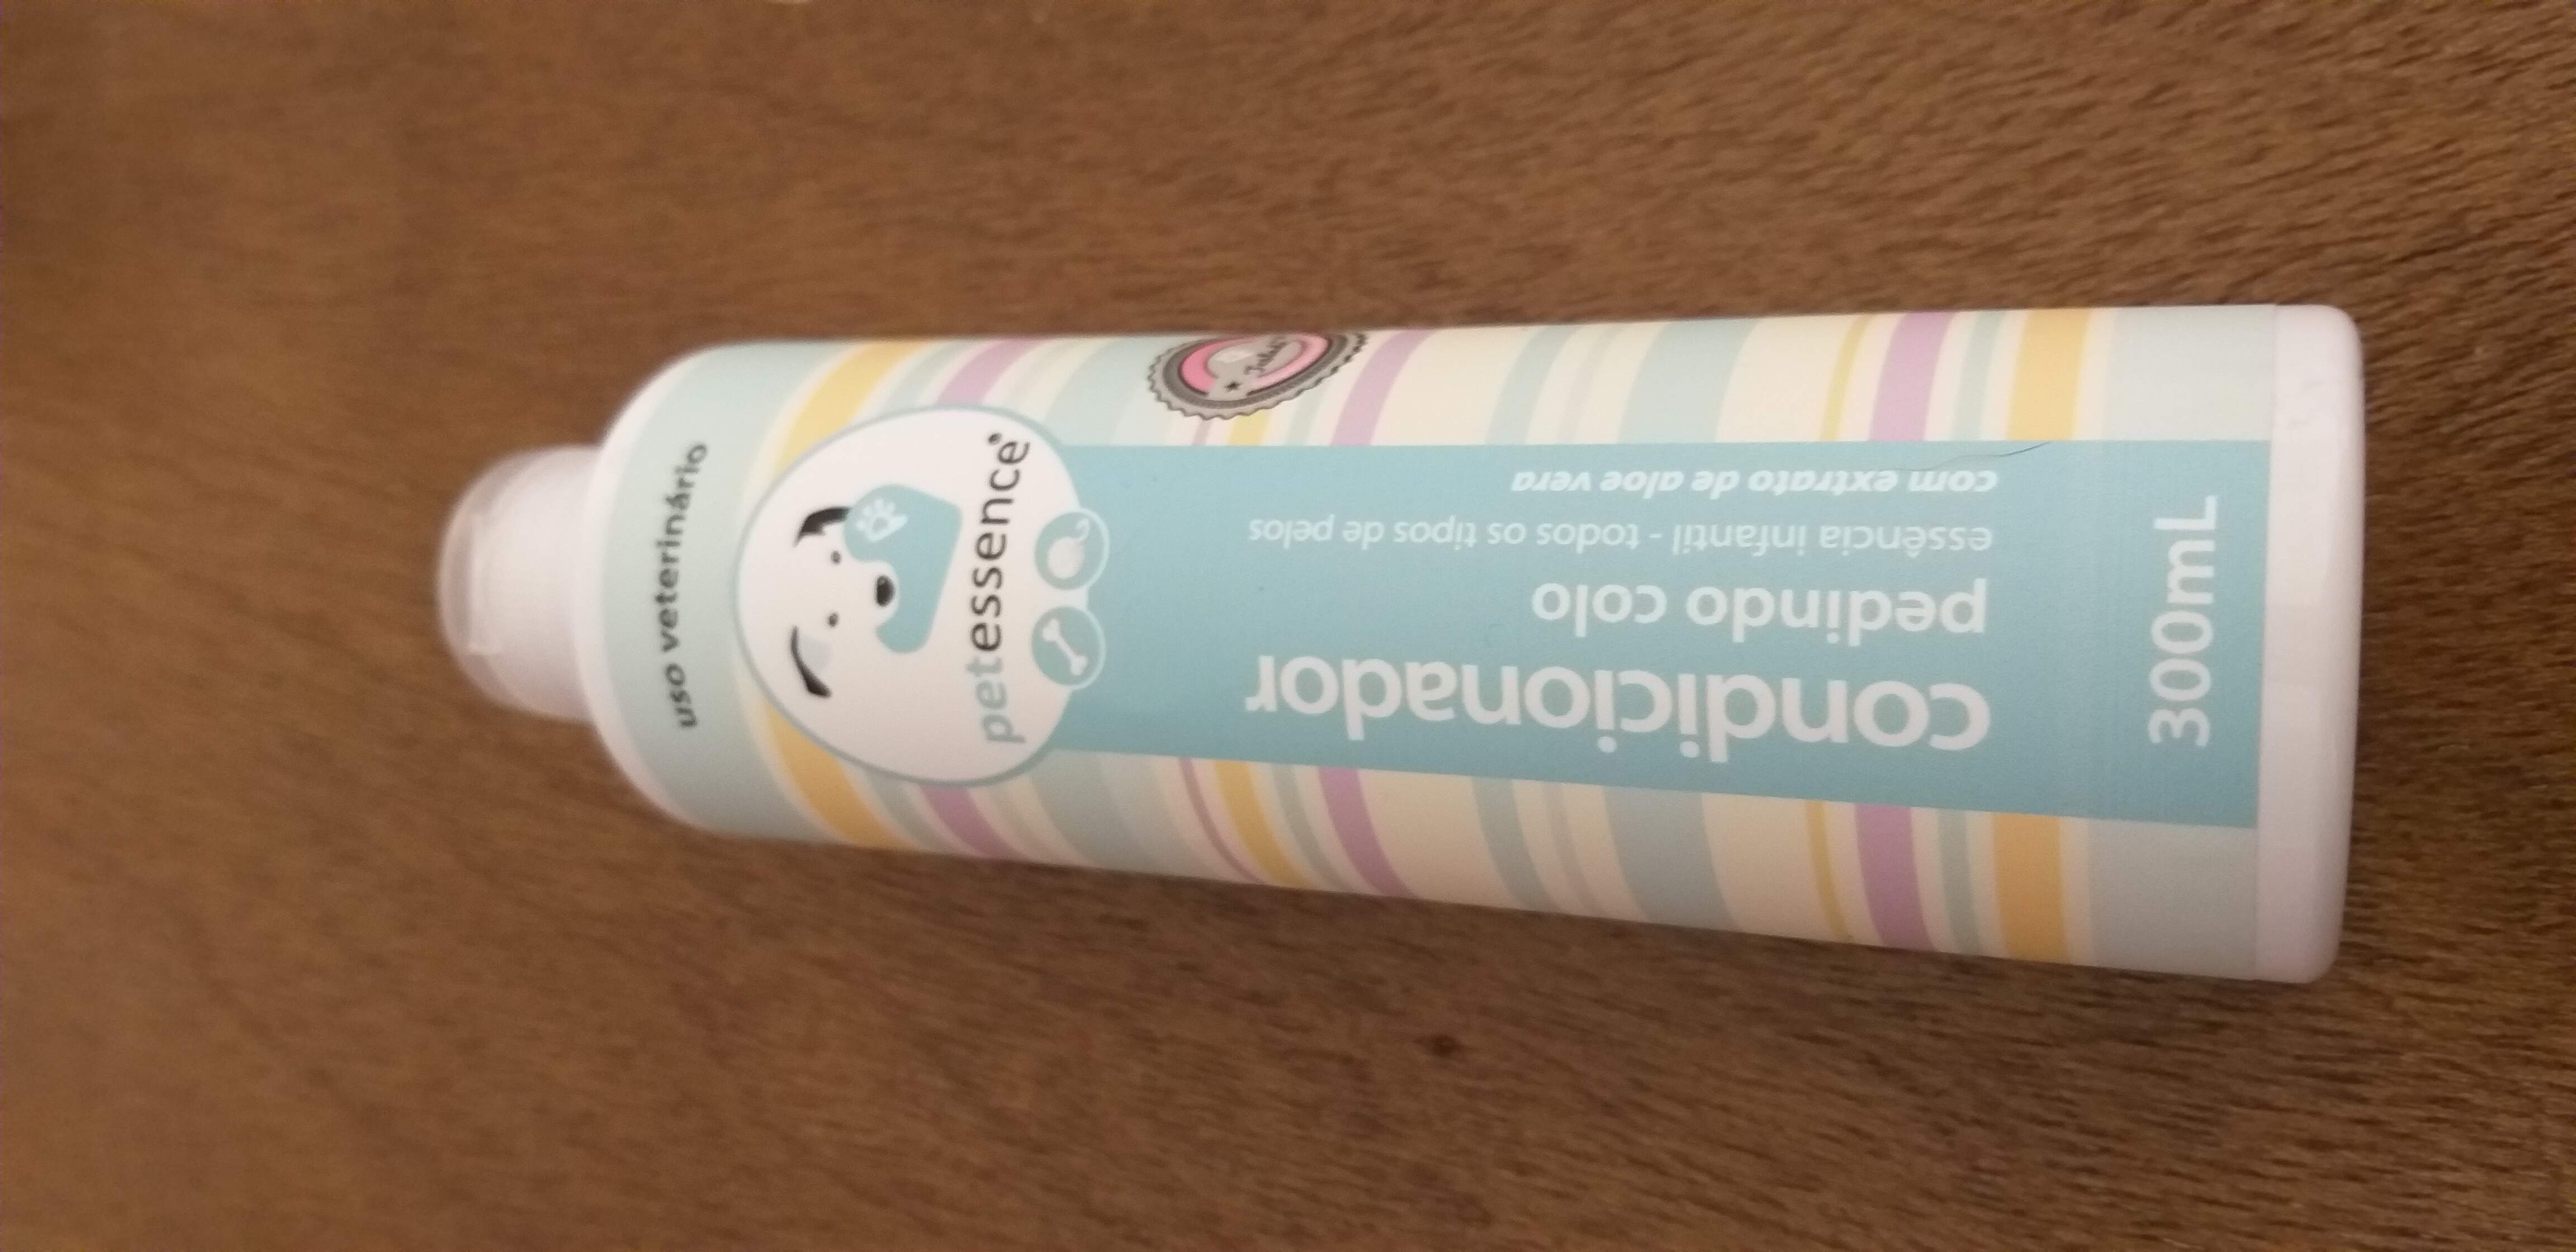 uso veterinário
petessence®
condicionador
pedindo colo
essência infantil - todos os tipos de pelos
com extrato de aloe vera
300mL